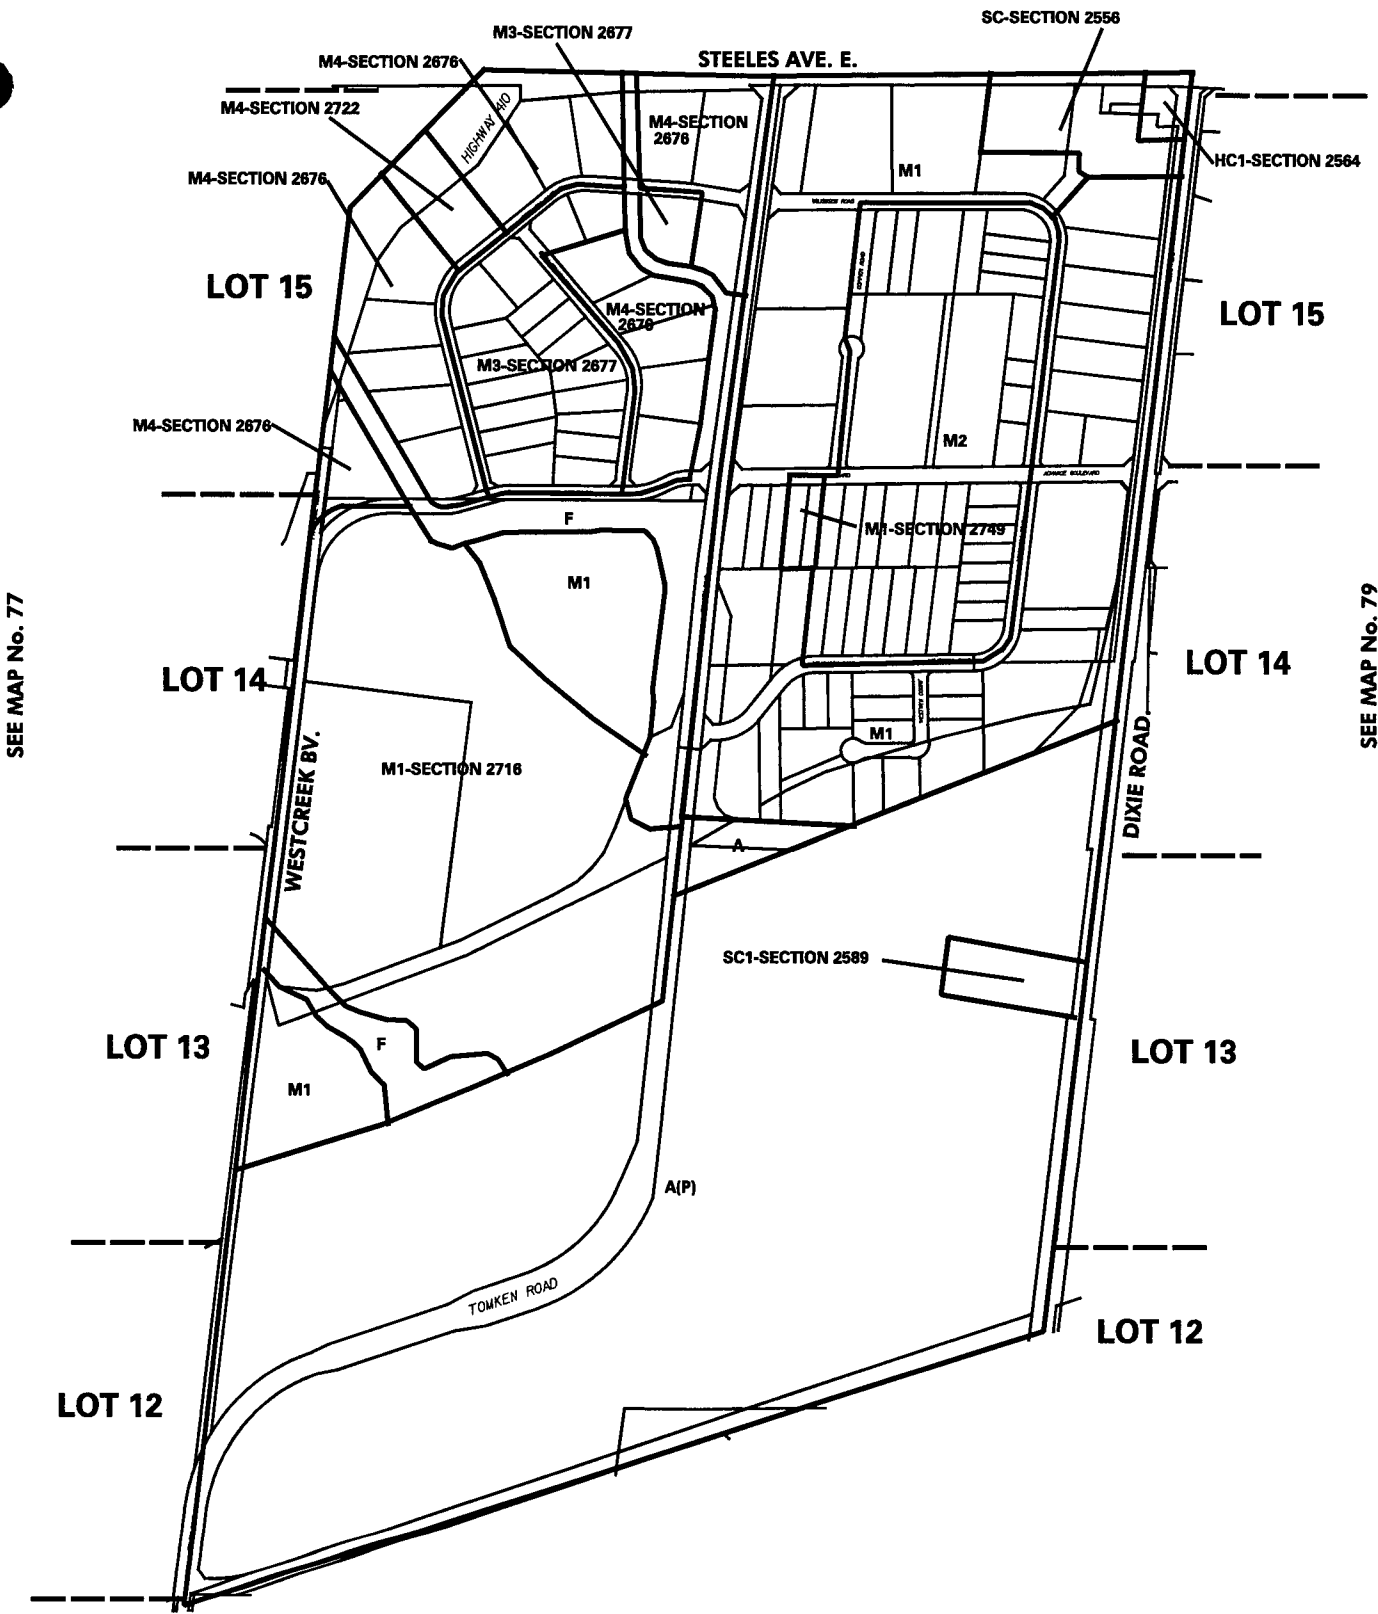 SC-SECTION 2556
M3-SECTION 2677
STEELES AVE. E.
M4-SECTION 2676
M4-SECTION 2722
HIGHWAY 410
M4-SECTION
2676
HC1-SECTION 2564
M1
M4-SECTION 2676
LOT 15
LOT 15
M4-SECTION
2676
M3-SECTION 2677
M4-SECTION 2676
M2
ADVANCE BOULEVARD
F
M1-SECTION 2749
M1
SEE MAP No. 77
SEE MAP No. 79
LOT 14
LOT 14
M1
WESTCREEK BV.
DIXIE ROAD.
M1-SECTION 2716
A
SC1-SECTION 2589
LOT 13
F
LOT 13
M1
A(P)
TOMKEN ROAD
LOT 12
LOT 12